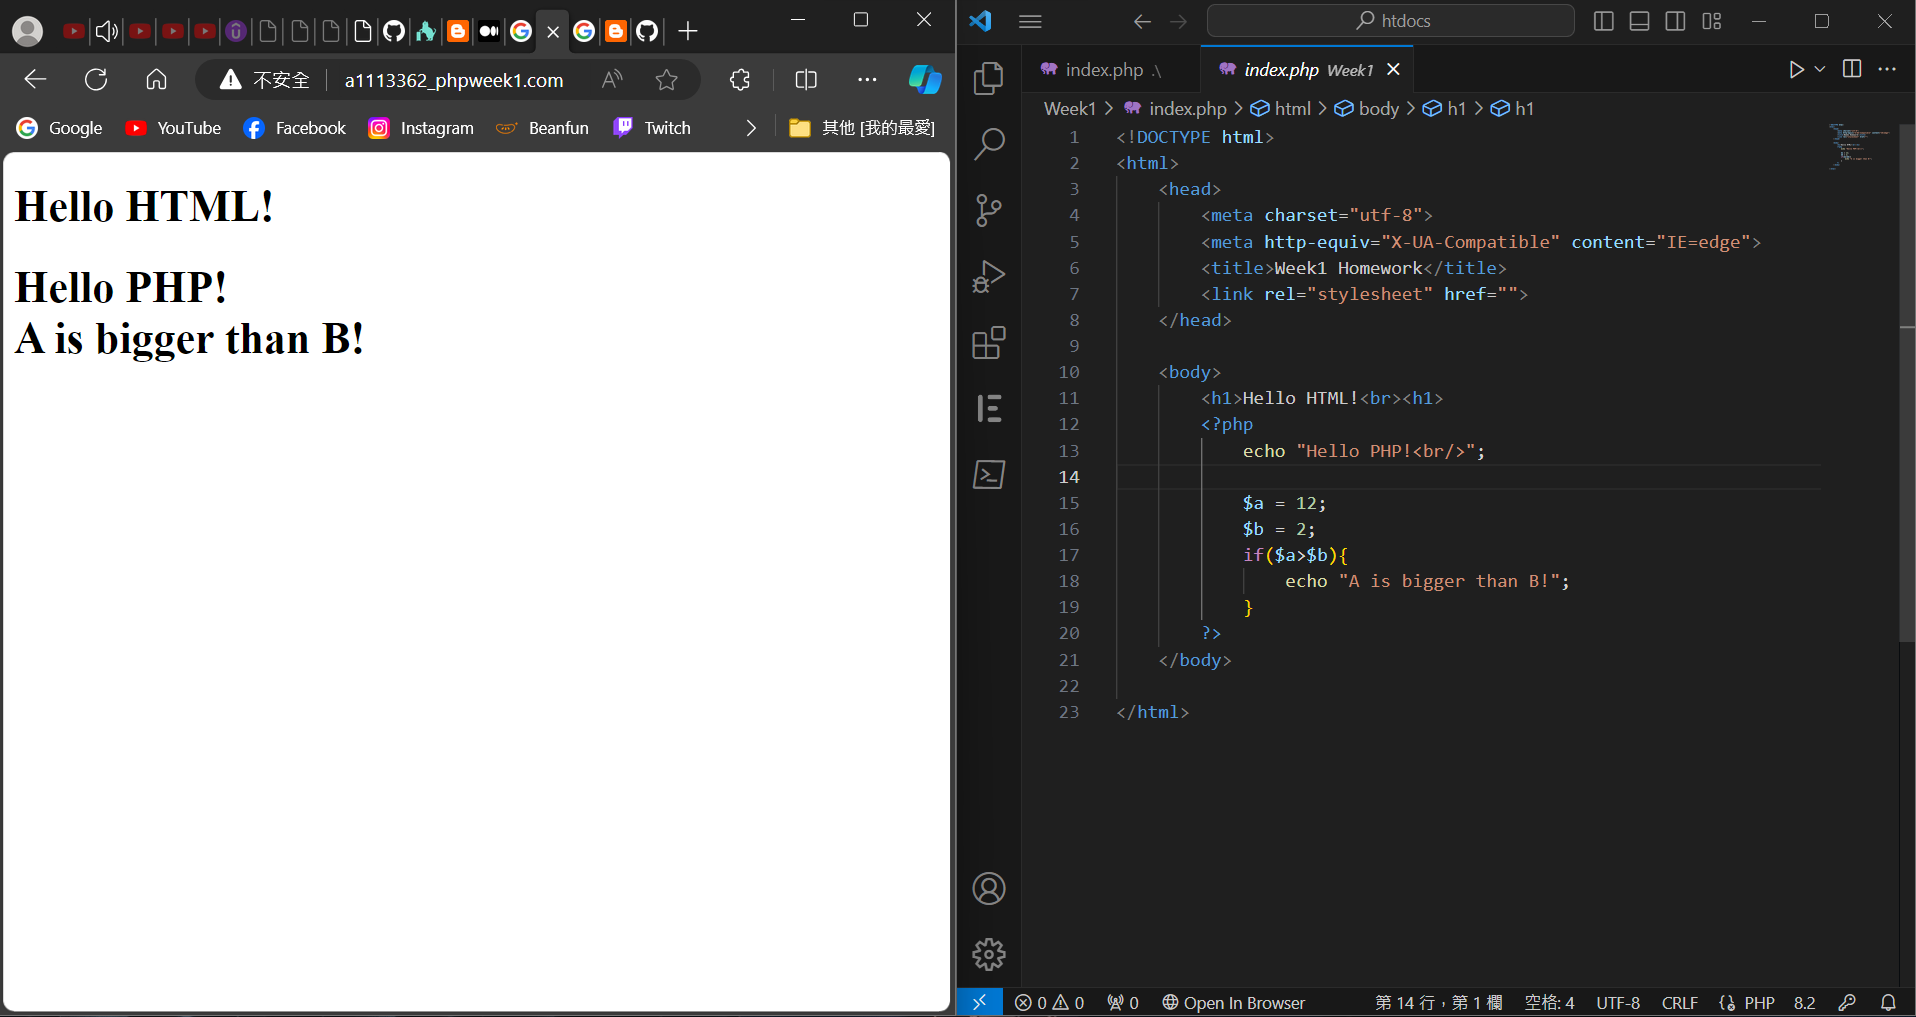 不安全 a1113362_phpweek1.com
Google YouTube Facebook Instagram Beanfun Twitch 其他 [我的最愛]
Hello HTML!
Hello PHP!
A is bigger than B!
htdocs
index.php .\ index.php Week1
Week1 > index.php > html > body > h1 > h1
1 <!DOCTYPE html>
2 <html>
3 <head>
4 <meta charset="utf-8">
5 <meta http-equiv="X-UA-Compatible" content="IE=edge">
6 <title>Week1 Homework</title>
7 <link rel="stylesheet" href="">
8 </head>
9
10 <body>
11 <h1>Hello HTML!<br><h1>
12 <?php
13 echo "Hello PHP!<br/>";
14
15 $a = 12;
16 $b = 2;
17 if($a>$b){
18 echo "A is bigger than B!";
19 }
20 ?>
21 </body>
22
23 </html>
0 0 0 Open In Browser 第 14 行，第 1 欄 空格: 4 UTF-8 CRLF PHP 8.2